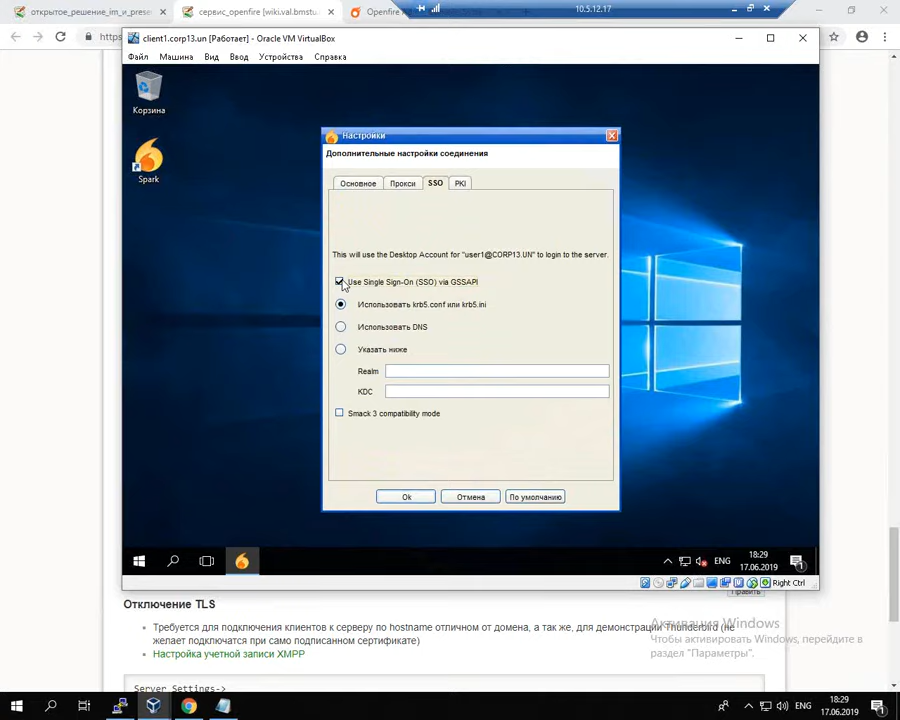 открытое_решение_im_и_presen
сервис_openfire [wiki.val.bmstu
Openfire
10.5.12.17
https
client1.corp13.un [Работает] - Oracle VM VirtualBox
Файл Машина Вид Ввод Устройства Справка
Корзина
Spark
Настройки
Дополнительные настройки соединения
Основное Прокси SSO PKI
This will use the Desktop Account for "user1@CORP13.UN" to login to the server.
Use Single Sign-On (SSO) via GSSAPI
Использовать krb5.conf или krb5.ini
Использовать DNS
Указать ниже
Realm
KDC
Smack 3 compatibility mode
Ok Отмена По умолчанию
ENG
18:29
17.06.2019
1
Right Ctrl
Править
Отключение TLS
Требуется для подключения клиентов к серверу по hostname отличном от домена, а так же, для демонстрации Thunderbird (не
желает подключатся при само подписанном сертификате)
Настройка учетной записи XMPP
Активация Windows
Чтобы активировать Windows, перейдите в
раздел "Параметры".
Server Settings->
ENG
18:29
17.06.2019